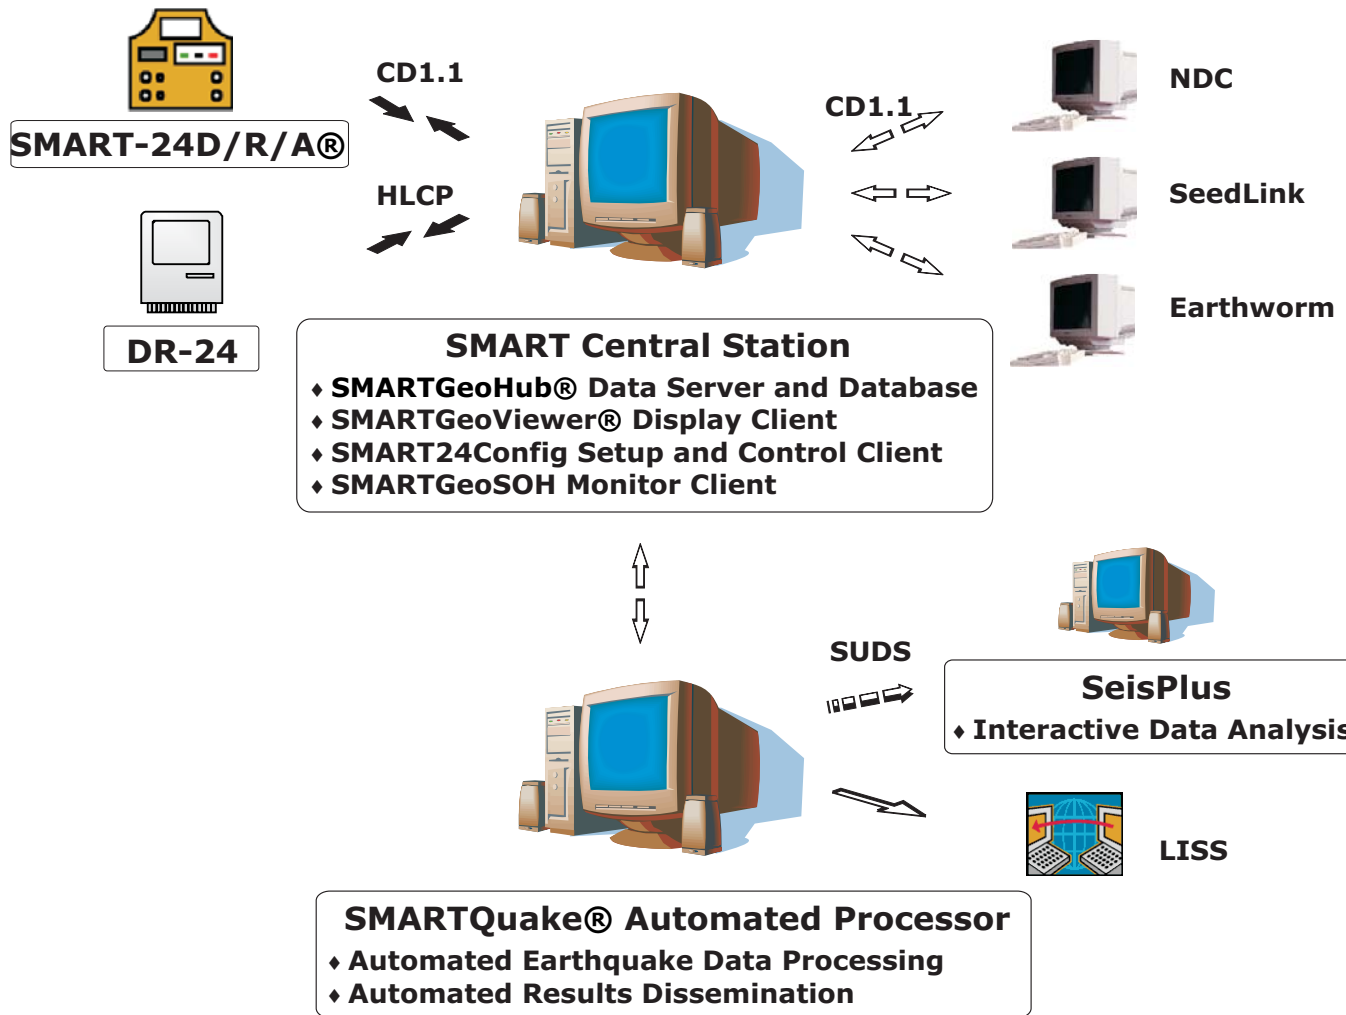 CD1.1
SMART-24D/R/A®
HLCP
DR-24
CD1.1
NDC
SeedLink
Earthworm
SMART Central Station
♦ SMARTGeoHub® Data Server and Database
♦ SMARTGeoViewer® Display Client
♦ SMART24Config Setup and Control Client
♦ SMARTGeoSOH Monitor Client
SUDS
SeisPlus
♦ Interactive Data Analysis
LISS
SMARTQuake® Automated Processor
♦ Automated Earthquake Data Processing
♦ Automated Results Dissemination